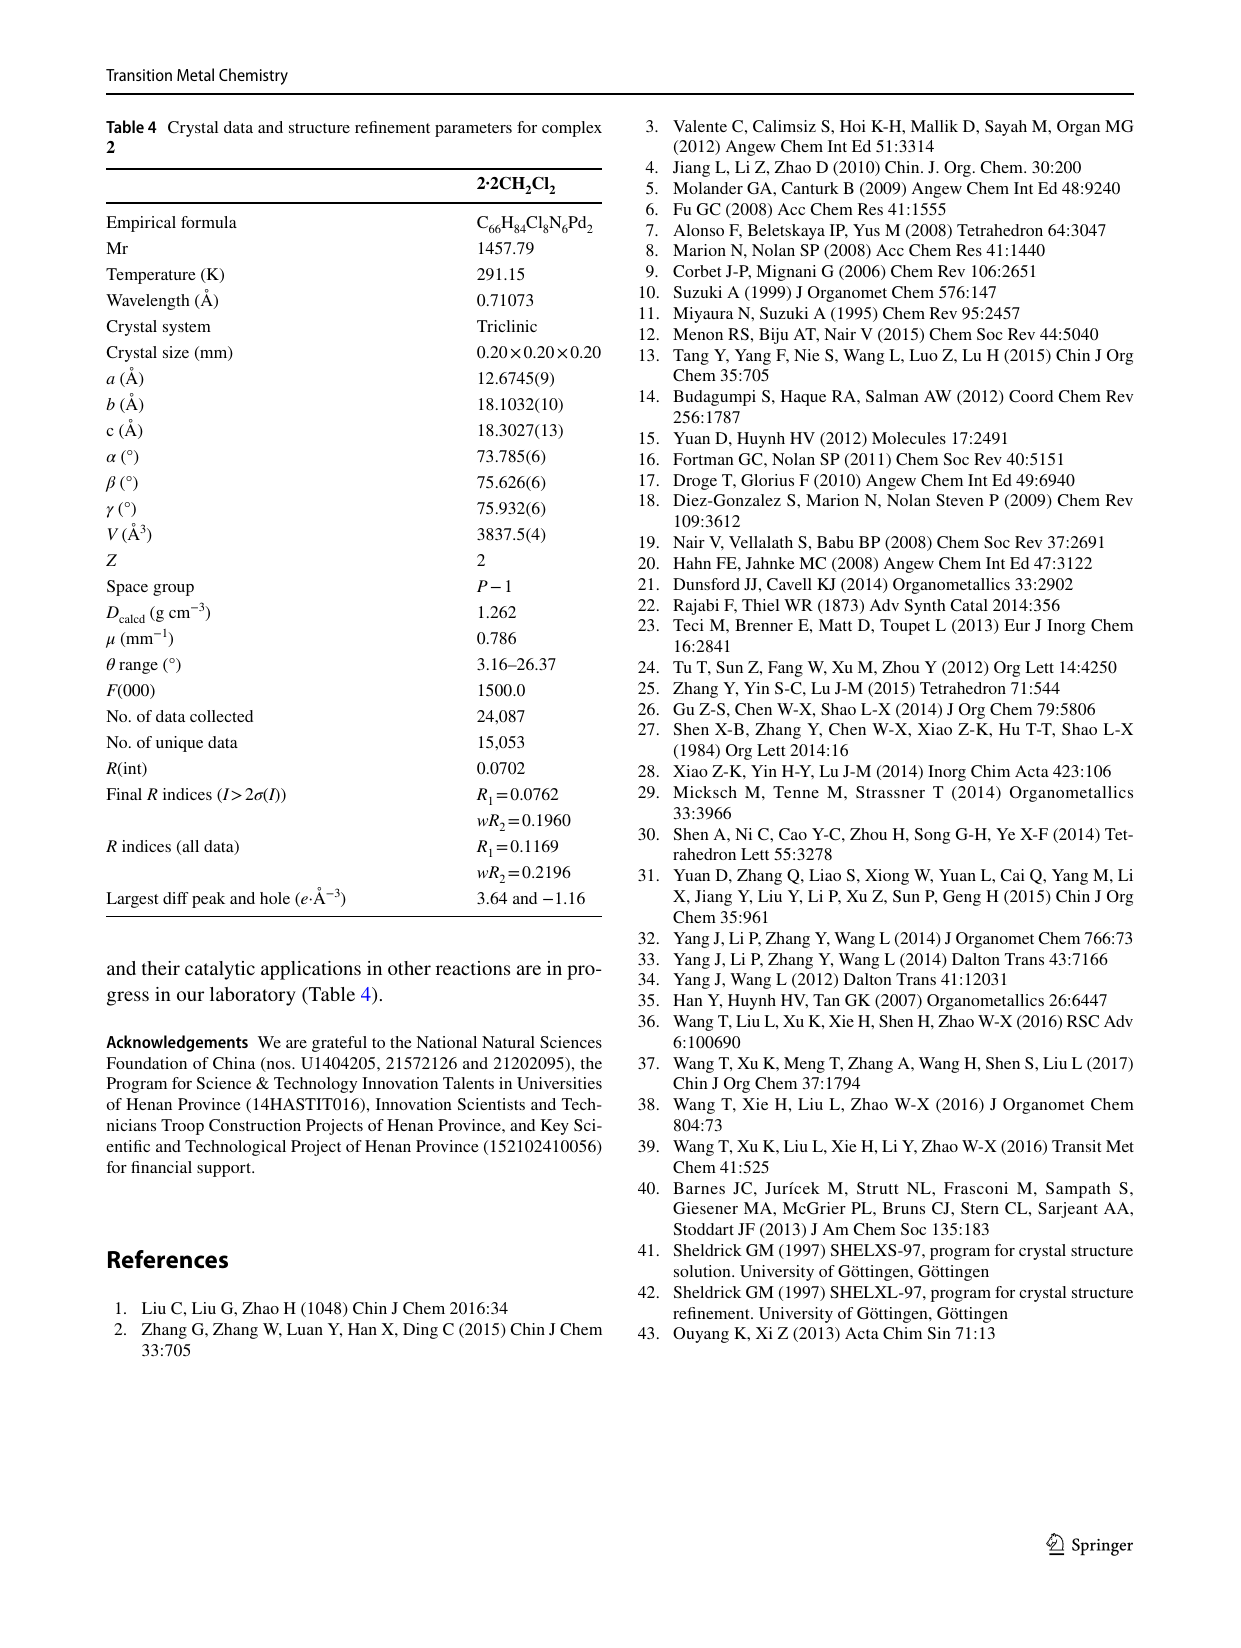 Transition Metal Chemistry
Table 4 Crystal data and structure refinement parameters for complex
2
2·2CH₂Cl₂
Empirical formula C₆₆H₈₄Cl₈N₆Pd₂
Mr 1457.79
Temperature (K) 291.15
Wavelength (Å) 0.71073
Crystal system Triclinic
Crystal size (mm) 0.20 × 0.20 × 0.20
a (Å) 12.6745(9)
b (Å) 18.1032(10)
c (Å) 18.3027(13)
α (°) 73.785(6)
β (°) 75.626(6)
γ (°) 75.932(6)
V (Å³) 3837.5(4)
Z 2
Space group P − 1
Dcalcd (g cm⁻³) 1.262
μ (mm⁻¹) 0.786
θ range (°) 3.16–26.37
F(000) 1500.0
No. of data collected 24,087
No. of unique data 15,053
R(int) 0.0702
Final R indices (I > 2σ(I)) R₁ = 0.0762
wR₂ = 0.1960
R indices (all data) R₁ = 0.1169
wR₂ = 0.2196
Largest diff peak and hole (e·Å⁻³) 3.64 and −1.16
and their catalytic applications in other reactions are in pro-
gress in our laboratory (Table 4).
Acknowledgements We are grateful to the National Natural Sciences
Foundation of China (nos. U1404205, 21572126 and 21202095), the
Program for Science & Technology Innovation Talents in Universities
of Henan Province (14HASTIT016), Innovation Scientists and Tech-
nicians Troop Construction Projects of Henan Province, and Key Sci-
entific and Technological Project of Henan Province (152102410056)
for financial support.
References
1. Liu C, Liu G, Zhao H (1048) Chin J Chem 2016:34
2. Zhang G, Zhang W, Luan Y, Han X, Ding C (2015) Chin J Chem
33:705
3. Valente C, Calimsiz S, Hoi K-H, Mallik D, Sayah M, Organ MG
(2012) Angew Chem Int Ed 51:3314
4. Jiang L, Li Z, Zhao D (2010) Chin. J. Org. Chem. 30:200
5. Molander GA, Canturk B (2009) Angew Chem Int Ed 48:9240
6. Fu GC (2008) Acc Chem Res 41:1555
7. Alonso F, Beletskaya IP, Yus M (2008) Tetrahedron 64:3047
8. Marion N, Nolan SP (2008) Acc Chem Res 41:1440
9. Corbet J-P, Mignani G (2006) Chem Rev 106:2651
10. Suzuki A (1999) J Organomet Chem 576:147
11. Miyaura N, Suzuki A (1995) Chem Rev 95:2457
12. Menon RS, Biju AT, Nair V (2015) Chem Soc Rev 44:5040
13. Tang Y, Yang F, Nie S, Wang L, Luo Z, Lu H (2015) Chin J Org
Chem 35:705
14. Budagumpi S, Haque RA, Salman AW (2012) Coord Chem Rev
256:1787
15. Yuan D, Huynh HV (2012) Molecules 17:2491
16. Fortman GC, Nolan SP (2011) Chem Soc Rev 40:5151
17. Droge T, Glorius F (2010) Angew Chem Int Ed 49:6940
18. Diez-Gonzalez S, Marion N, Nolan Steven P (2009) Chem Rev
109:3612
19. Nair V, Vellalath S, Babu BP (2008) Chem Soc Rev 37:2691
20. Hahn FE, Jahnke MC (2008) Angew Chem Int Ed 47:3122
21. Dunsford JJ, Cavell KJ (2014) Organometallics 33:2902
22. Rajabi F, Thiel WR (1873) Adv Synth Catal 2014:356
23. Teci M, Brenner E, Matt D, Toupet L (2013) Eur J Inorg Chem
16:2841
24. Tu T, Sun Z, Fang W, Xu M, Zhou Y (2012) Org Lett 14:4250
25. Zhang Y, Yin S-C, Lu J-M (2015) Tetrahedron 71:544
26. Gu Z-S, Chen W-X, Shao L-X (2014) J Org Chem 79:5806
27. Shen X-B, Zhang Y, Chen W-X, Xiao Z-K, Hu T-T, Shao L-X
(1984) Org Lett 2014:16
28. Xiao Z-K, Yin H-Y, Lu J-M (2014) Inorg Chim Acta 423:106
29. Micksch M, Tenne M, Strassner T (2014) Organometallics
33:3966
30. Shen A, Ni C, Cao Y-C, Zhou H, Song G-H, Ye X-F (2014) Tet-
rahedron Lett 55:3278
31. Yuan D, Zhang Q, Liao S, Xiong W, Yuan L, Cai Q, Yang M, Li
X, Jiang Y, Liu Y, Li P, Xu Z, Sun P, Geng H (2015) Chin J Org
Chem 35:961
32. Yang J, Li P, Zhang Y, Wang L (2014) J Organomet Chem 766:73
33. Yang J, Li P, Zhang Y, Wang L (2014) Dalton Trans 43:7166
34. Yang J, Wang L (2012) Dalton Trans 41:12031
35. Han Y, Huynh HV, Tan GK (2007) Organometallics 26:6447
36. Wang T, Liu L, Xu K, Xie H, Shen H, Zhao W-X (2016) RSC Adv
6:100690
37. Wang T, Xu K, Meng T, Zhang A, Wang H, Shen S, Liu L (2017)
Chin J Org Chem 37:1794
38. Wang T, Xie H, Liu L, Zhao W-X (2016) J Organomet Chem
804:73
39. Wang T, Xu K, Liu L, Xie H, Li Y, Zhao W-X (2016) Transit Met
Chem 41:525
40. Barnes JC, Jurícek M, Strutt NL, Frasconi M, Sampath S,
Giesener MA, McGrier PL, Bruns CJ, Stern CL, Sarjeant AA,
Stoddart JF (2013) J Am Chem Soc 135:183
41. Sheldrick GM (1997) SHELXS-97, program for crystal structure
solution. University of Göttingen, Göttingen
42. Sheldrick GM (1997) SHELXL-97, program for crystal structure
refinement. University of Göttingen, Göttingen
43. Ouyang K, Xi Z (2013) Acta Chim Sin 71:13
Springer